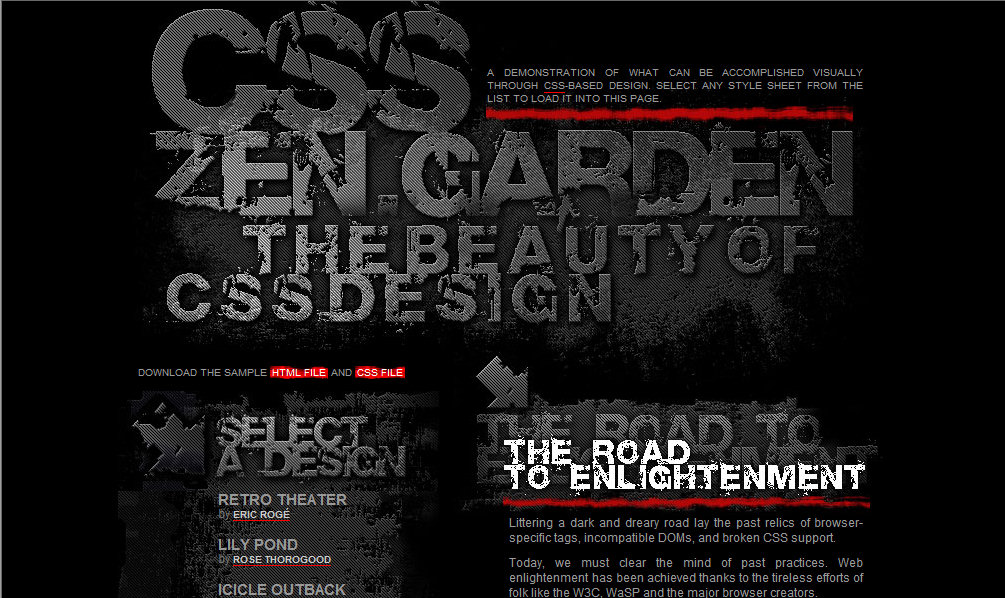 CSS
A DEMONSTRATION OF WHAT CAN BE ACCOMPLISHED VISUALLY
THROUGH CSS-BASED DESIGN. SELECT ANY STYLE SHEET FROM THE
LIST TO LOAD IT INTO THIS PAGE.
ZEN GARDEN
THE BEAUTY OF
CSS DESIGN
DOWNLOAD THE SAMPLE HTML FILE AND CSS FILE
SELECT
A DESIGN
RETRO THEATER
BY ERIC ROGÉ
LILY POND
BY ROSE THOROGOOD
ICICLE OUTBACK
THE ROAD TO
ENLIGHTENMENT
THE ROAD
TO ENLIGHTENMENT
Littering a dark and dreary road lay the past relics of browser-
specific tags, incompatible DOMs, and broken CSS support.
Today, we must clear the mind of past practices. Web
enlightenment has been achieved thanks to the tireless efforts of
folk like the W3C, WaSP and the major browser creators.